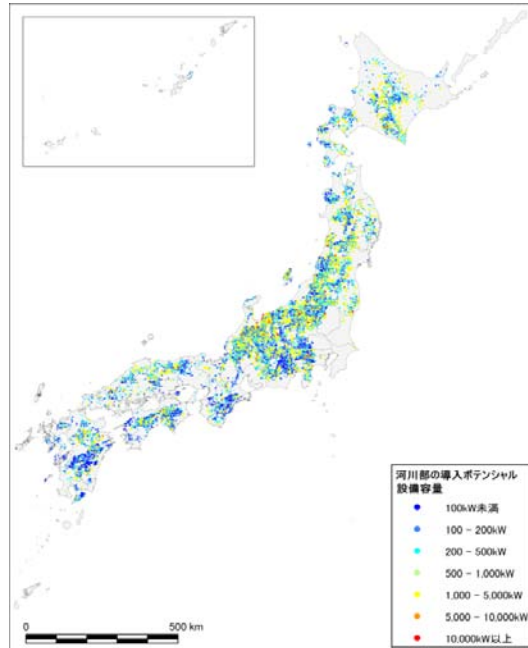 河川部の導入ポテンシャル
設備容量
100kW未満
100 - 200kW
200 - 500kW
500 - 1,000kW
1,000 - 5,000kW
5,000 - 10,000kW
10,000kW以上
0 500 km